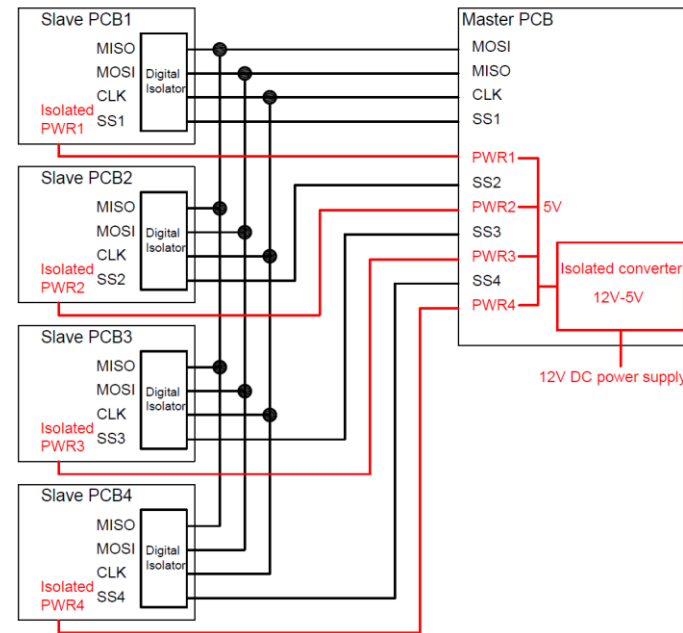 Slave PCB1
MISO
MOSI
CLK
SS1
Digital
Isolator
Isolated
PWR1
Slave PCB2
MISO
MOSI
CLK
SS2
Digital
Isolator
Isolated
PWR2
Slave PCB3
MISO
MOSI
CLK
SS3
Digital
Isolator
Isolated
PWR3
Slave PCB4
MISO
MOSI
CLK
SS4
Digital
Isolator
Isolated
PWR4
Master PCB
MOSI
MISO
CLK
SS1
PWR1
SS2
PWR2
SS3
PWR3
SS4
PWR4
5V
Isolated converter
12V-5V
12V DC power supply